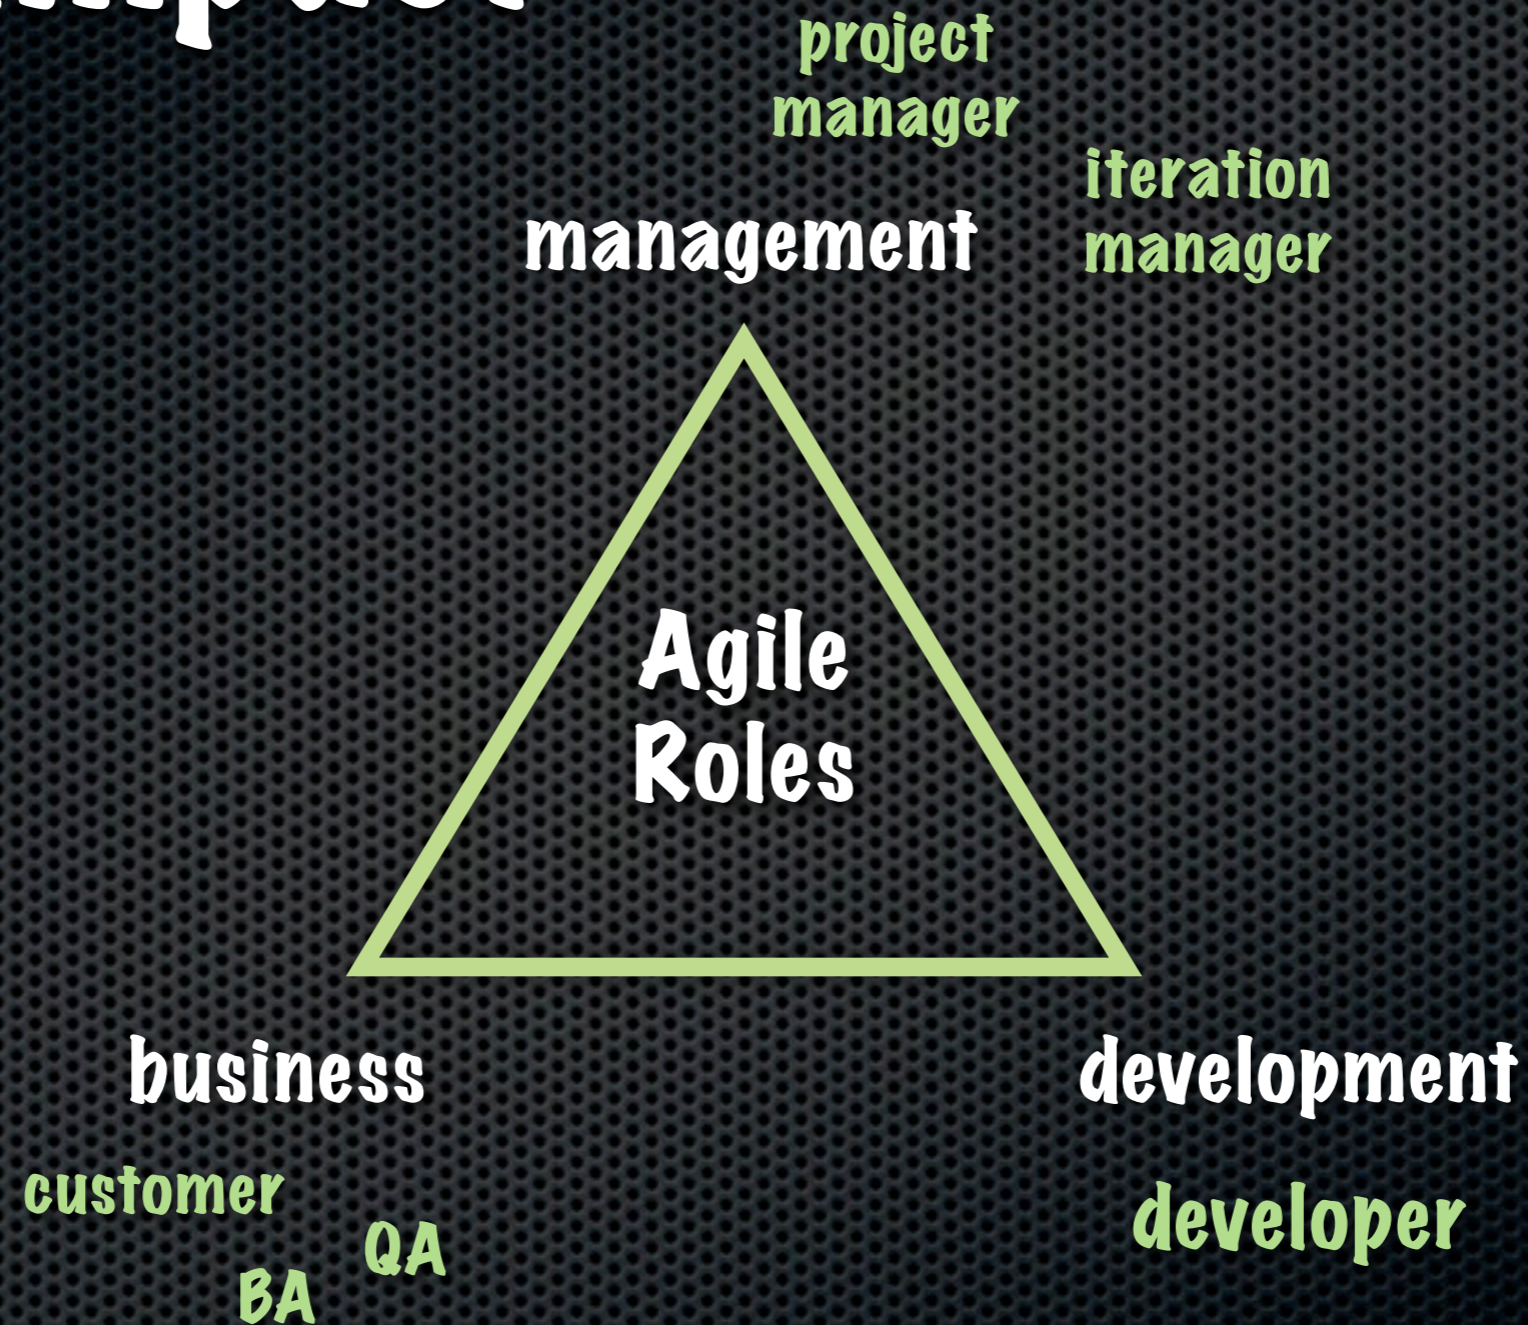 project
manager
iteration
manager
management
Agile
Roles
business
development
customer
developer
QA
BA